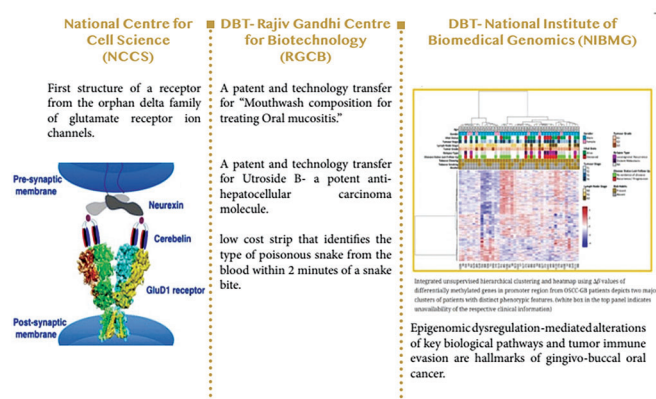 National Centre for
Cell Science
(NCCS)
First structure of a receptor
from the orphan delta family
of glutamate receptor ion
channels.
Pre-synaptic
membrane
Neurexin
Cerebelin
GluD1 receptor
Post-synaptic
membrane
DBT- Rajiv Gandhi Centre
for Biotechnology
(RGCB)
A patent and technology transfer
for “Mouthwash composition for
treating Oral mucositis.”
A patent and technology transfer
for Utroside B- a potent anti-
hepatocellular carcinoma
molecule.
low cost strip that identifies the
type of poisonous snake from the
blood within 2 minutes of a snake
bite.
DBT- National Institute of
Biomedical Genomics (NIBMG)
Integrated unsupervised hierarchical clustering and heatmap using Δβ values of
differentially methylated genes in promoter region from OSCC-GB patients depicts two major
clusters of patients with distinct phenotypic features. (white box in the top panel indicates
unavailability of the respective clinical information)
Epigenomic dysregulation-mediated alterations
of key biological pathways and tumor immune
evasion are hallmarks of gingivo-buccal oral
cancer.